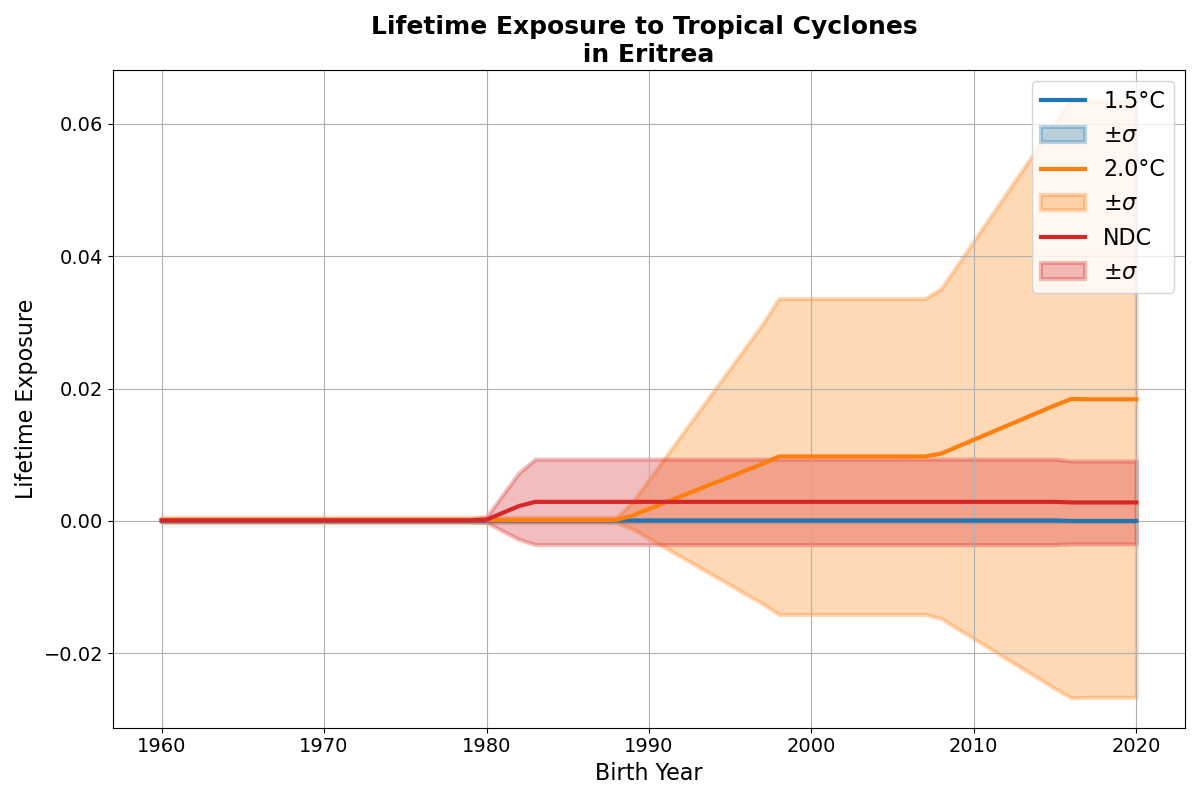 Lifetime Exposure to Tropical Cyclones
in Eritrea
Lifetime Exposure
0.06
0.04
0.02
0.00
−0.02
1960
1970
1980
1990
2000
2010
2020
Birth Year
1.5°C
±σ
2.0°C
±σ
NDC
±σ